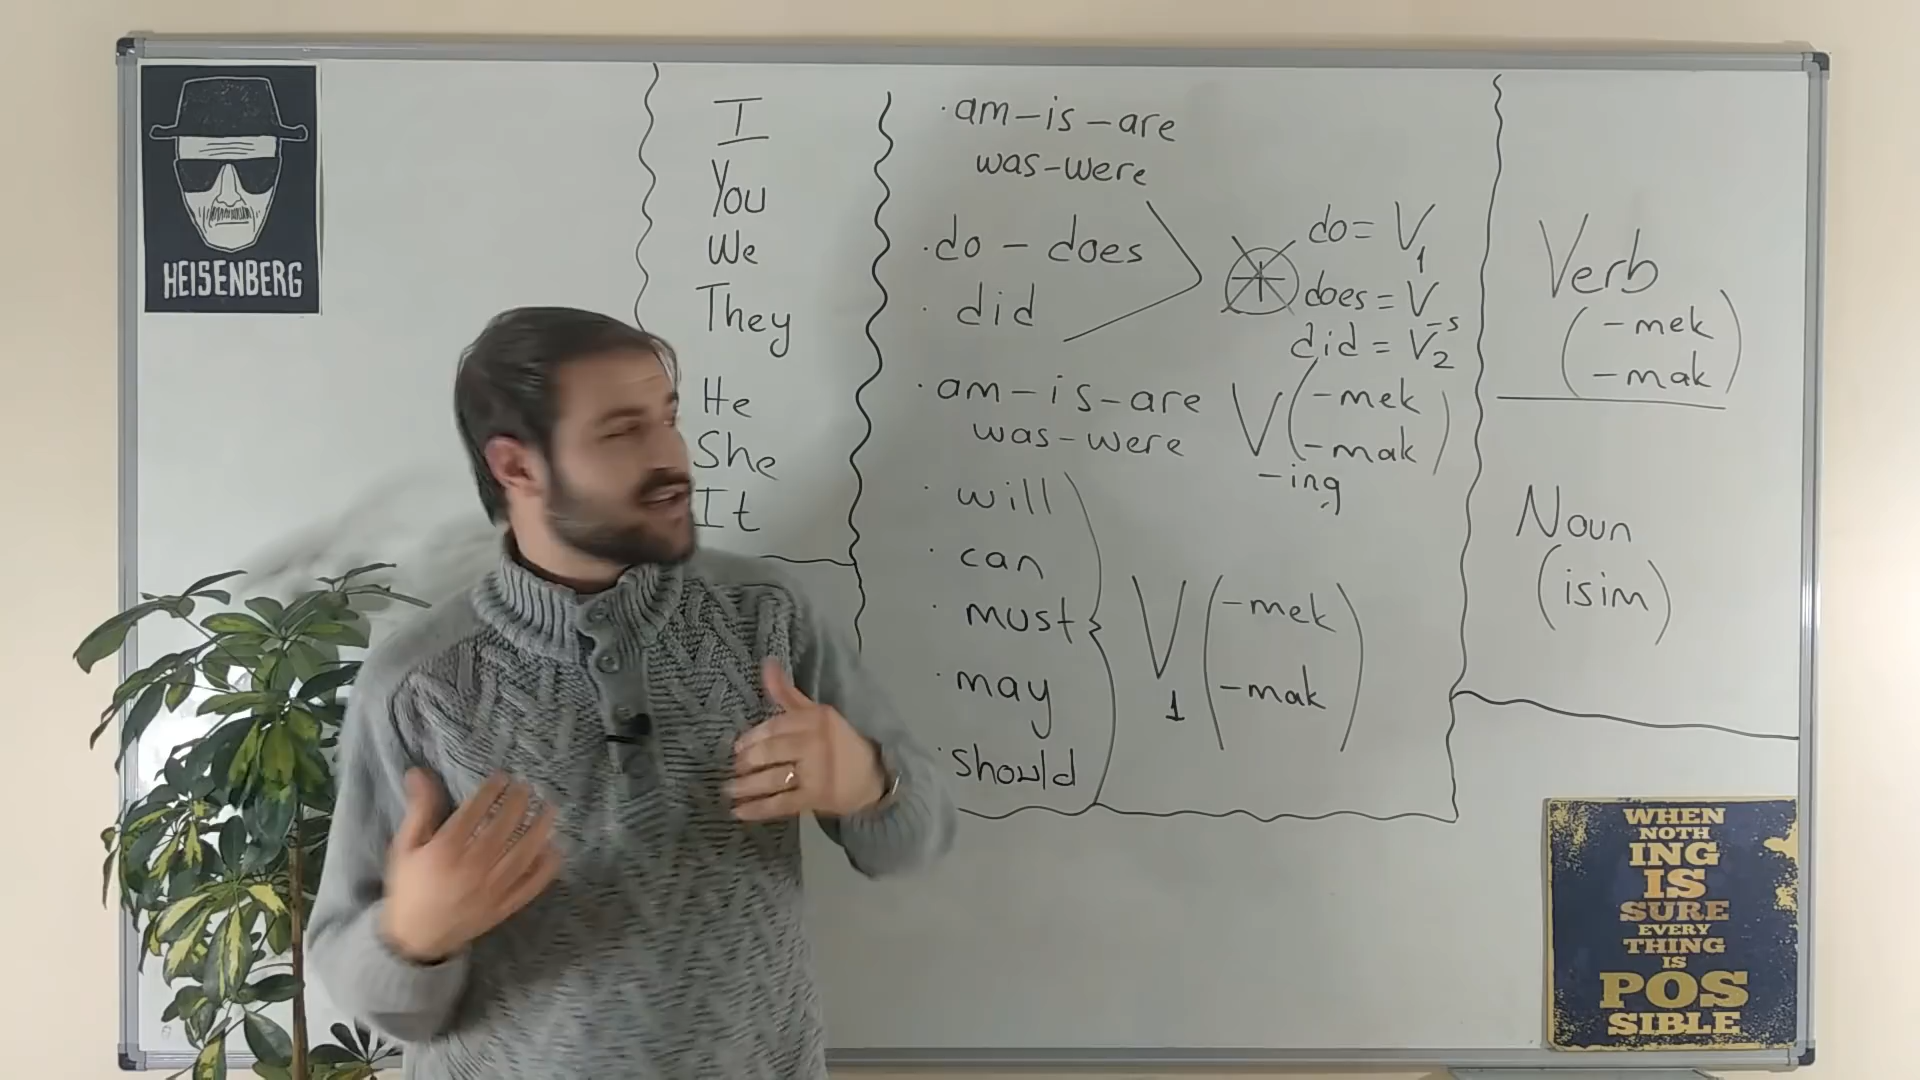 HEISENBERG
I
You
We
They
He
She
It
· am – is – are
was - were
· do – does
· did
+
do = V1
does = V-s
did = V2
· am – is – are
was - were
V (-mek
-mak)
-ing
· will
· can
· must
· may
· should
V1 (-mek
-mak)
Verb
(-mek
-mak)
Noun
(isim)
WHEN
NOTH
ING
IS
SURE
EVERY
THING
IS
POS
SIBLE